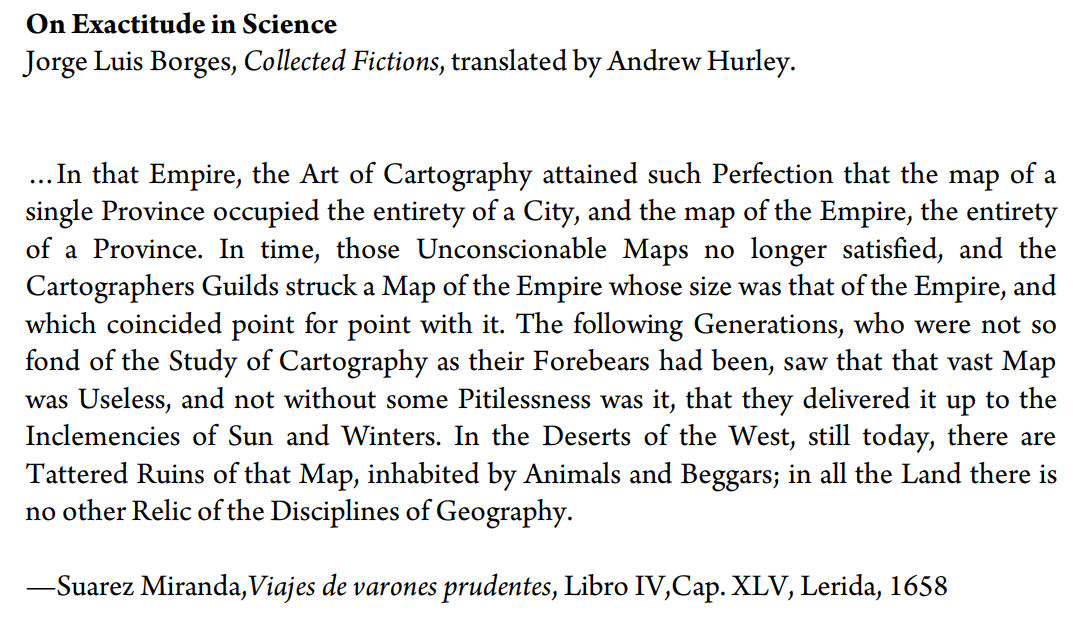 On Exactitude in Science
Jorge Luis Borges, Collected Fictions, translated by Andrew Hurley.
…In that Empire, the Art of Cartography attained such Perfection that the map of a
single Province occupied the entirety of a City, and the map of the Empire, the entirety
of a Province. In time, those Unconscionable Maps no longer satisfied, and the
Cartographers Guilds struck a Map of the Empire whose size was that of the Empire, and
which coincided point for point with it. The following Generations, who were not so
fond of the Study of Cartography as their Forebears had been, saw that that vast Map
was Useless, and not without some Pitilessness was it, that they delivered it up to the
Inclemencies of Sun and Winters. In the Deserts of the West, still today, there are
Tattered Ruins of that Map, inhabited by Animals and Beggars; in all the Land there is
no other Relic of the Disciplines of Geography.
—Suarez Miranda,Viajes de varones prudentes, Libro IV,Cap. XLV, Lerida, 1658